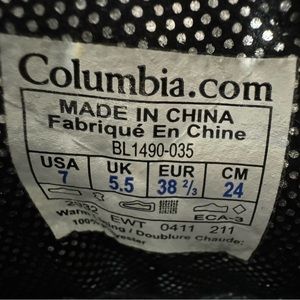 Columbia.com
MADE IN CHINA
Fabriqué En Chine
BL1490-035
USA UK EUR CM
7 5.5 38 2/3 24
ECA-3
EWT 0411 211
/ Doublure Chaude: